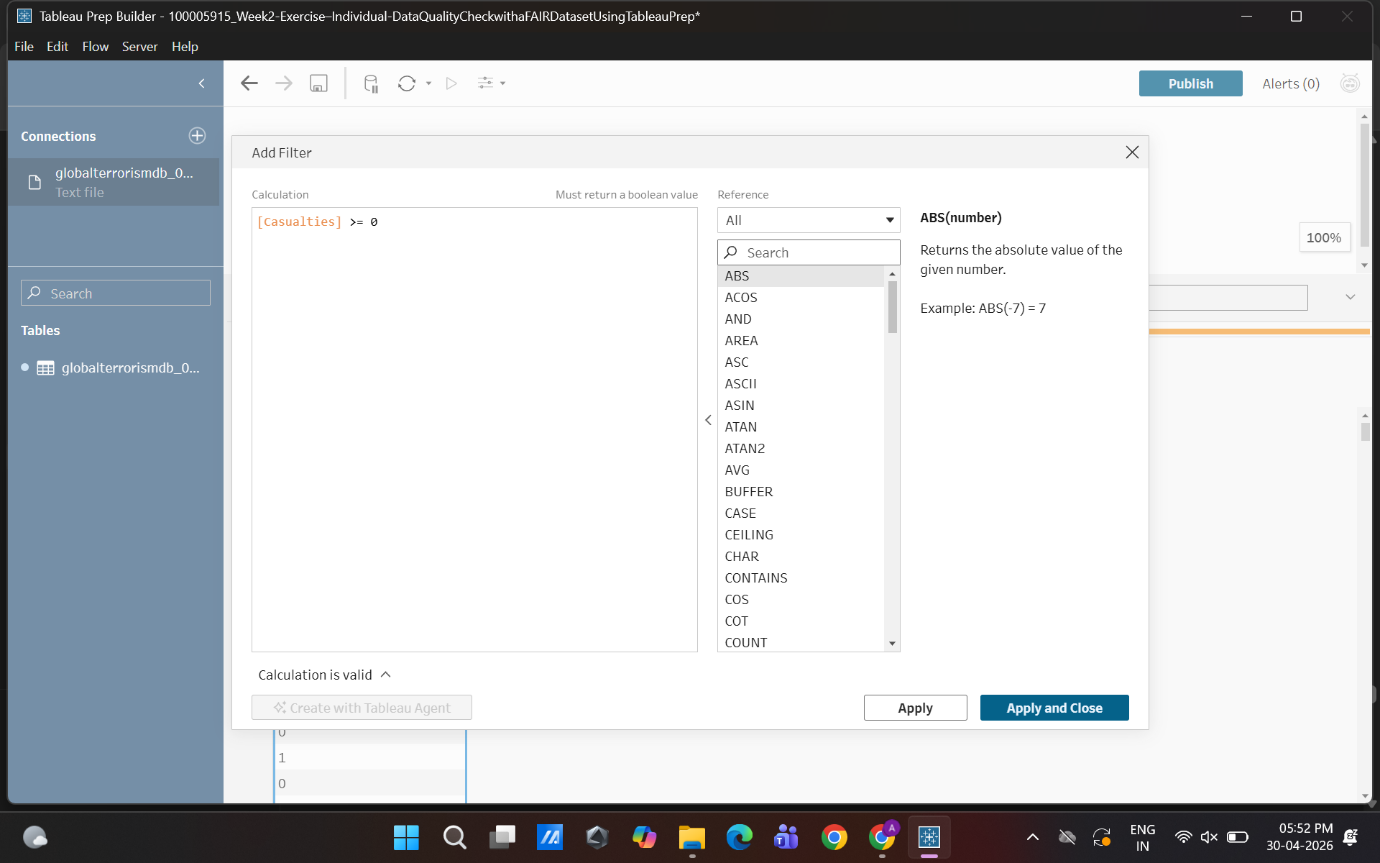 Tableau Prep Builder - 100005915_Week2-Exercise–Individual-DataQualityCheckwithaFAIRDatasetUsingTableauPrep*
File Edit Flow Server Help
Publish
Alerts (0)
Connections
globalterrorismdb_0...
Text file
Search
Tables
globalterrorismdb_0...
100%
Add Filter
Calculation
Must return a boolean value
[Casualties] >= 0
Reference
All
Search
ABS
ACOS
AND
AREA
ASC
ASCII
ASIN
ATAN
ATAN2
AVG
BUFFER
CASE
CEILING
CHAR
CONTAINS
COS
COT
COUNT
ABS(number)
Returns the absolute value of the
given number.
Example: ABS(-7) = 7
Calculation is valid
Create with Tableau Agent
Apply
Apply and Close
0
1
0
A
T
ENG
IN
05:52 PM
30-04-2026